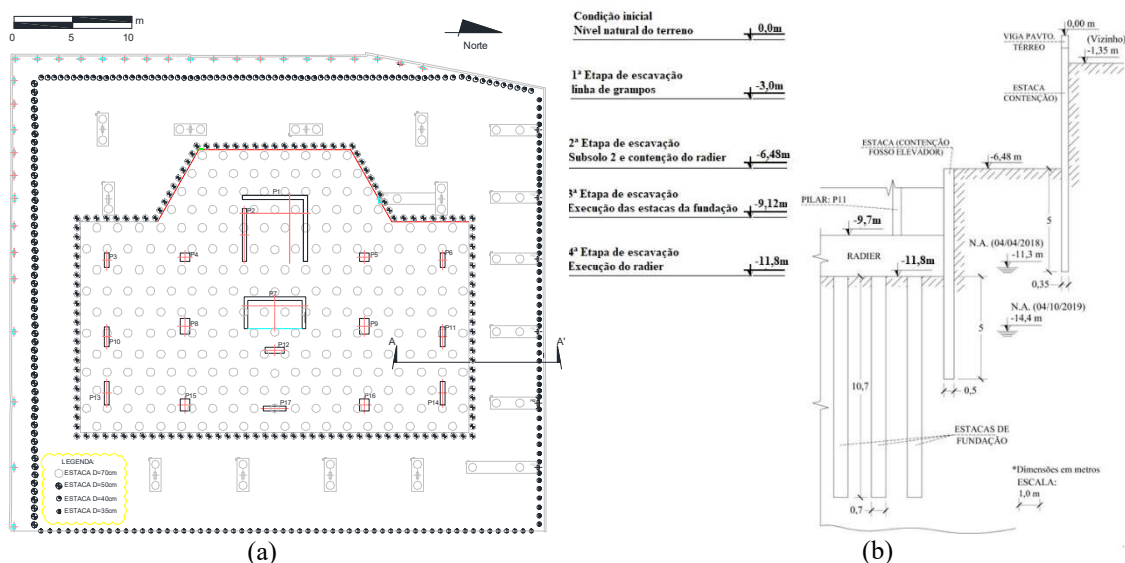 m
0 5 10
Norte
P1
P2
P3
P4
P5
P6
P7
P8
P9
P10
P11
P12
A
A'
P13
P14
P15
P16
P17
LEGENDA:
ESTACA D=70cm
ESTACA D=50cm
ESTACA D=40cm
ESTACA D=35cm
(a)
Condição inicial
Nível natural do terreno 0,0m
1ª Etapa de escavação
linha de grampos -3,0m
2ª Etapa de escavação
Subsolo 2 e contenção do radier -6,48m
3ª Etapa de escavação
Execução das estacas da fundação -9,12m
4ª Etapa de escavação
Execução do radier -11,8m
0,00 m
VIGA PAVTO.
TÉRREO
(Vizinho)
-1,35 m
ESTACA
CONTENÇÃO)
ESTACA (CONTENÇÃO
FOSSO ELEVADOR)
-6,48 m
PILAR: P11
-9,7m
5
N.A. (04/04/2018)
-11,3 m
RADIER
-11,8m
0,35
N.A. (04/10/2019)
-14,4 m
5
10,7
0,5
ESTACAS DE
FUNDAÇÃO
*Dimensões em metros
ESCALA:
1,0 m
0,7
(b)